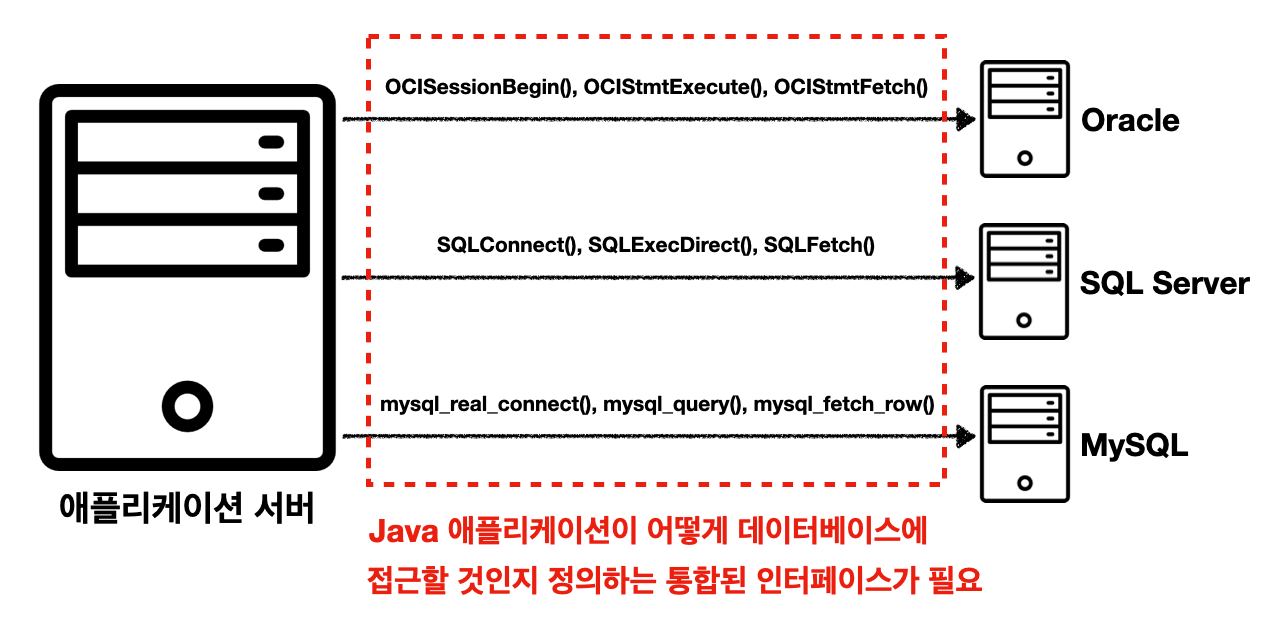 OCISessionBegin(), OCIStmtExecute(), OCIStmtFetch()
Oracle
SQLConnect(), SQLExecDirect(), SQLFetch()
SQL Server
mysql_real_connect(), mysql_query(), mysql_fetch_row()
MySQL
애플리케이션 서버
Java 애플리케이션이 어떻게 데이터베이스에
접근할 것인지 정의하는 통합된 인터페이스가 필요